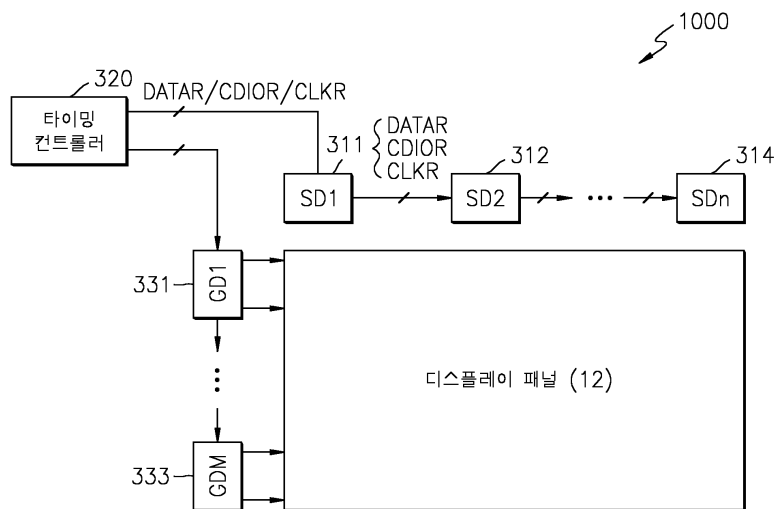 1000
320
DATAR/CDIOR/CLKR
타이밍
컨트롤러
311
DATAR
CDIOR
CLKR
312
314
SD1
SD2
...
SDn
331
GD1
디스플레이 패널 (12)
...
333
GDM